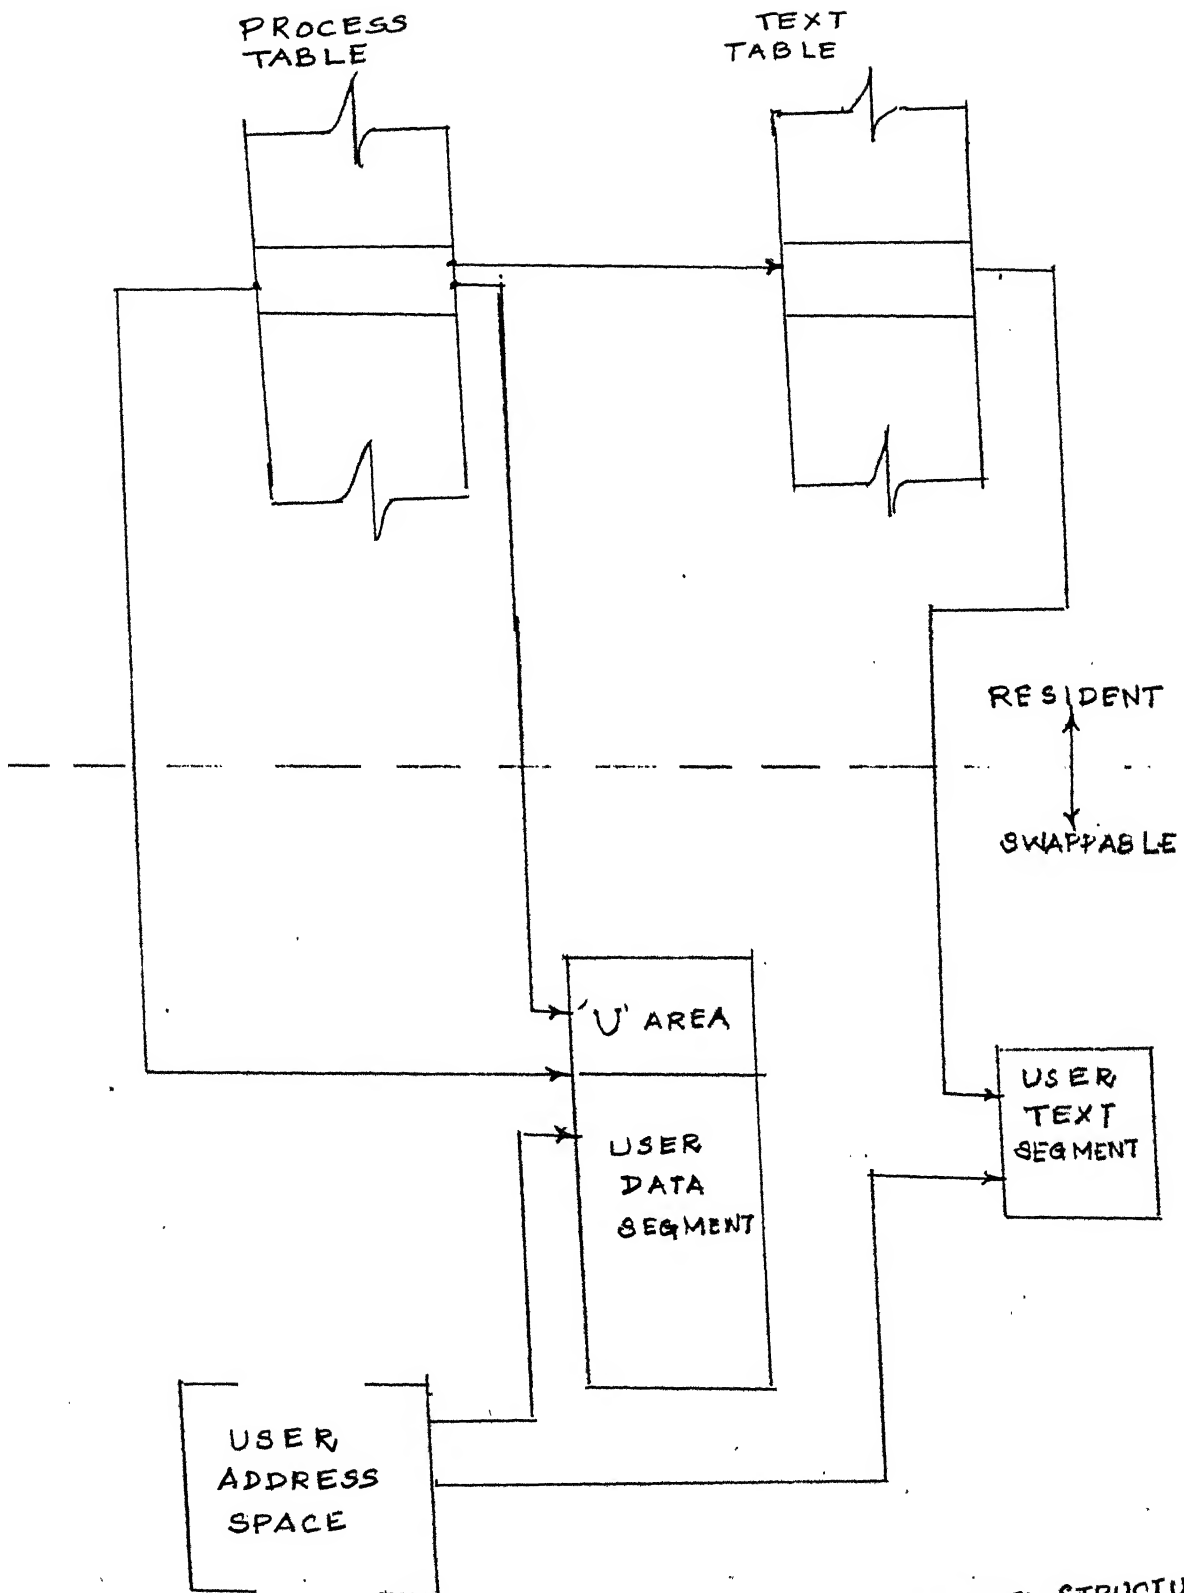 PROCESS
TABLE
TEXT
TABLE
RESIDENT
SWAPPABLE
'U' AREA
USER
DATA
SEGMENT
USER
TEXT
SEGMENT
USER
ADDRESS
SPACE